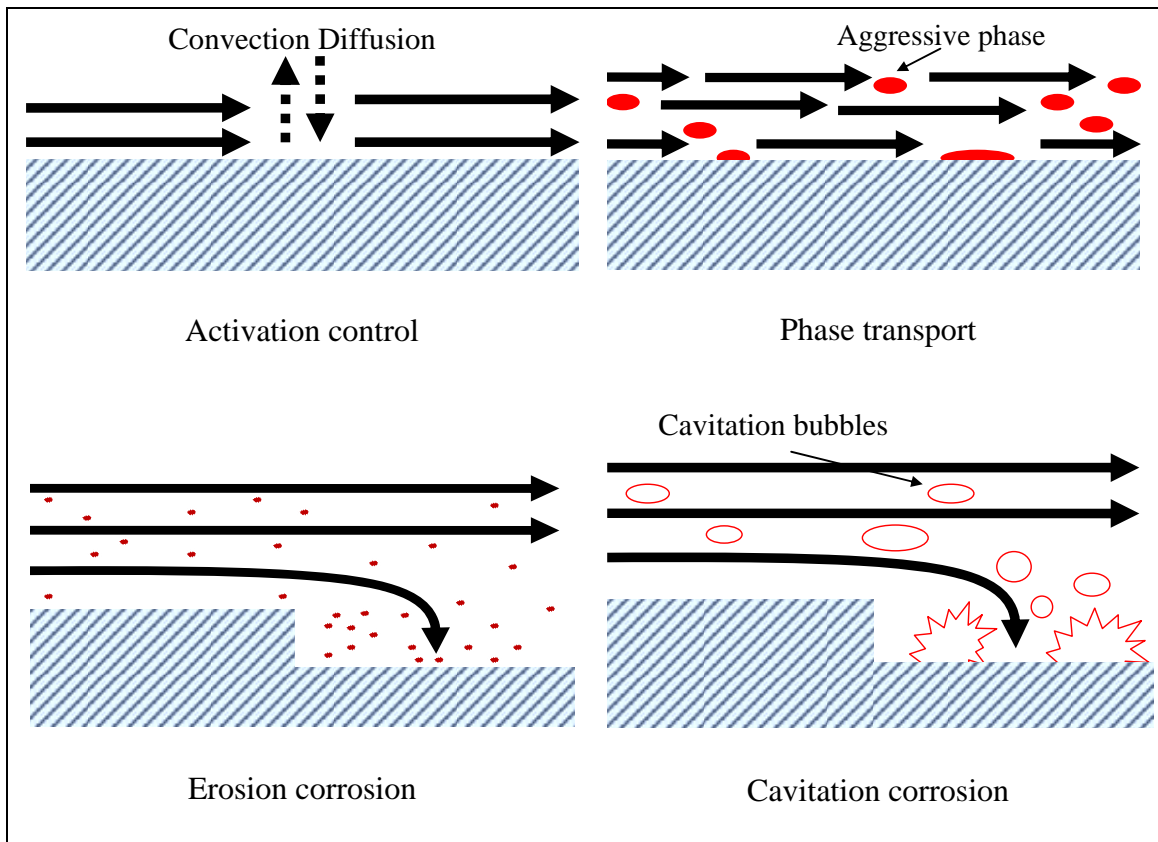 Convection Diffusion
Aggressive phase
Activation control
Phase transport
Cavitation bubbles
Erosion corrosion
Cavitation corrosion